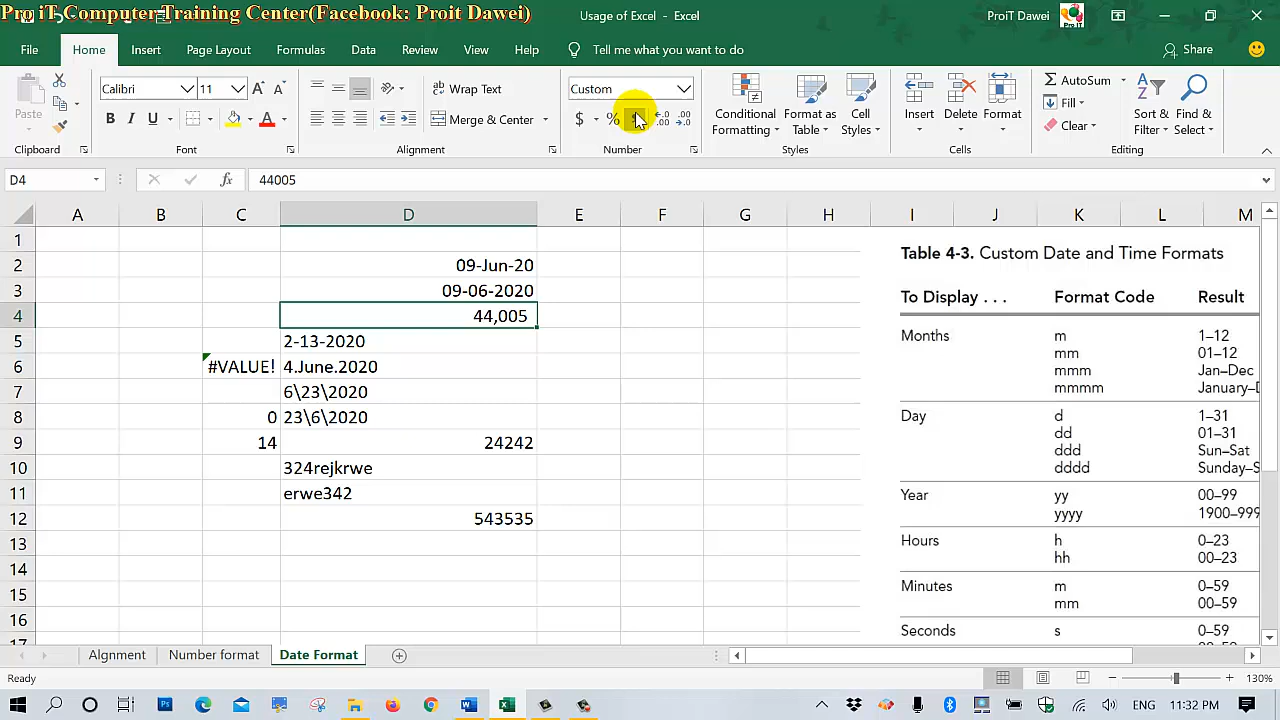 Pro iT Computer Training Center(Facebook: Proit Dawei)
Usage of Excel - Excel
ProiT Dawei
File Home Insert Page Layout Formulas Data Review View Help Tell me what you want to do Share
Paste
Clipboard
Calibri 11
B I U A
Font
Wrap Text
Merge & Center
Alignment
Custom
$ %
Number
Conditional Formatting
Format as Table
Cell Styles
Styles
Insert
Delete
Format
Cells
AutoSum
Fill
Clear
Sort & Filter
Find & Select
Editing
D4 fx 44005
A B C D E F G H I J K L M
1
2 09-Jun-20
3 09-06-2020
4 44,005
5 2-13-2020
6 #VALUE! 4.June.2020
7 6\23\2020
8 0 23\6\2020
9 14 24242
10 324rejkrwe
11 erwe342
12 543535
13
14
15
16
17
Table 4-3. Custom Date and Time Formats
To Display . . . Format Code Result
Months m 1–12
mm 01–12
mmm Jan–Dec
mmmm January–D
Day d 1–31
dd 01–31
ddd Sun–Sat
dddd Sunday–S
Year yy 00–99
yyyy 1900–999
Hours h 0–23
hh 00–23
Minutes m 0–59
mm 00–59
Seconds s 0–59
Alignment Number format Date Format
Ready
130%
ENG 11:32 PM